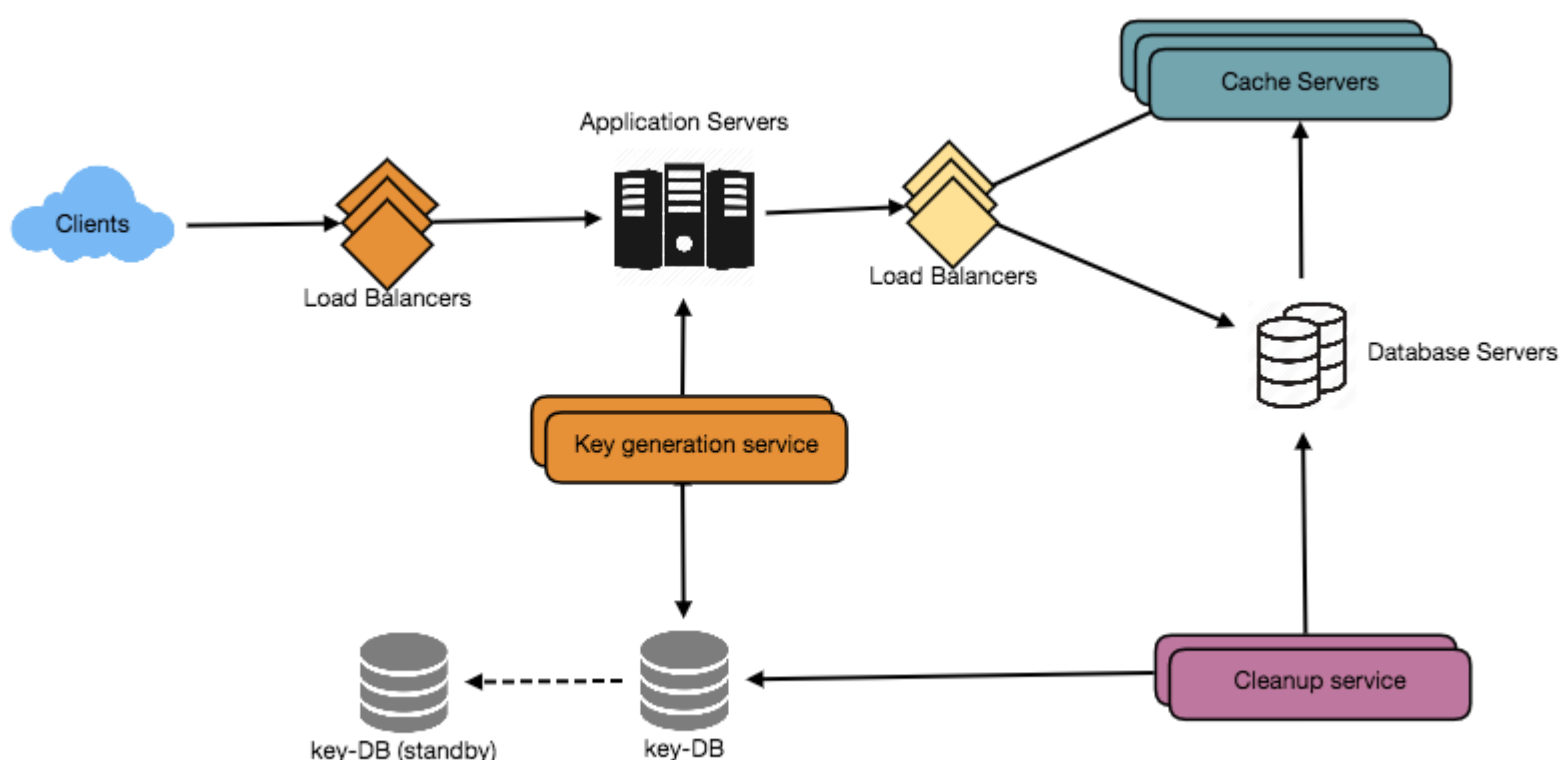 Cache Servers
Application Servers
Clients
Load Balancers
Load Balancers
Database Servers
Key generation service
Cleanup service
key-DB (standby)
key-DB